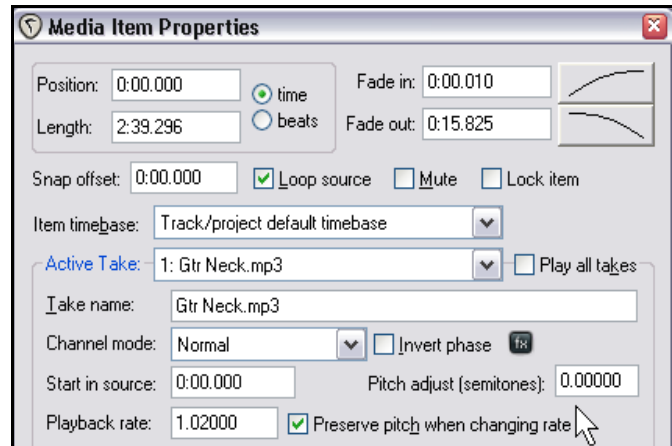 Media Item Properties
Position: 0:00.000 time Fade in: 0:00.010
Length: 2:39.296 beats Fade out: 0:15.825
Snap offset: 0:00.000 Loop source Mute Lock item
Item timebase: Track/project default timebase
Active Take: 1: Gtr Neck.mp3 Play all takes
Take name: Gtr Neck.mp3
Channel mode: Normal Invert phase fx
Start in source: 0:00.000 Pitch adjust (semitones): 0.00000
Playback rate: 1.02000 Preserve pitch when changing rate